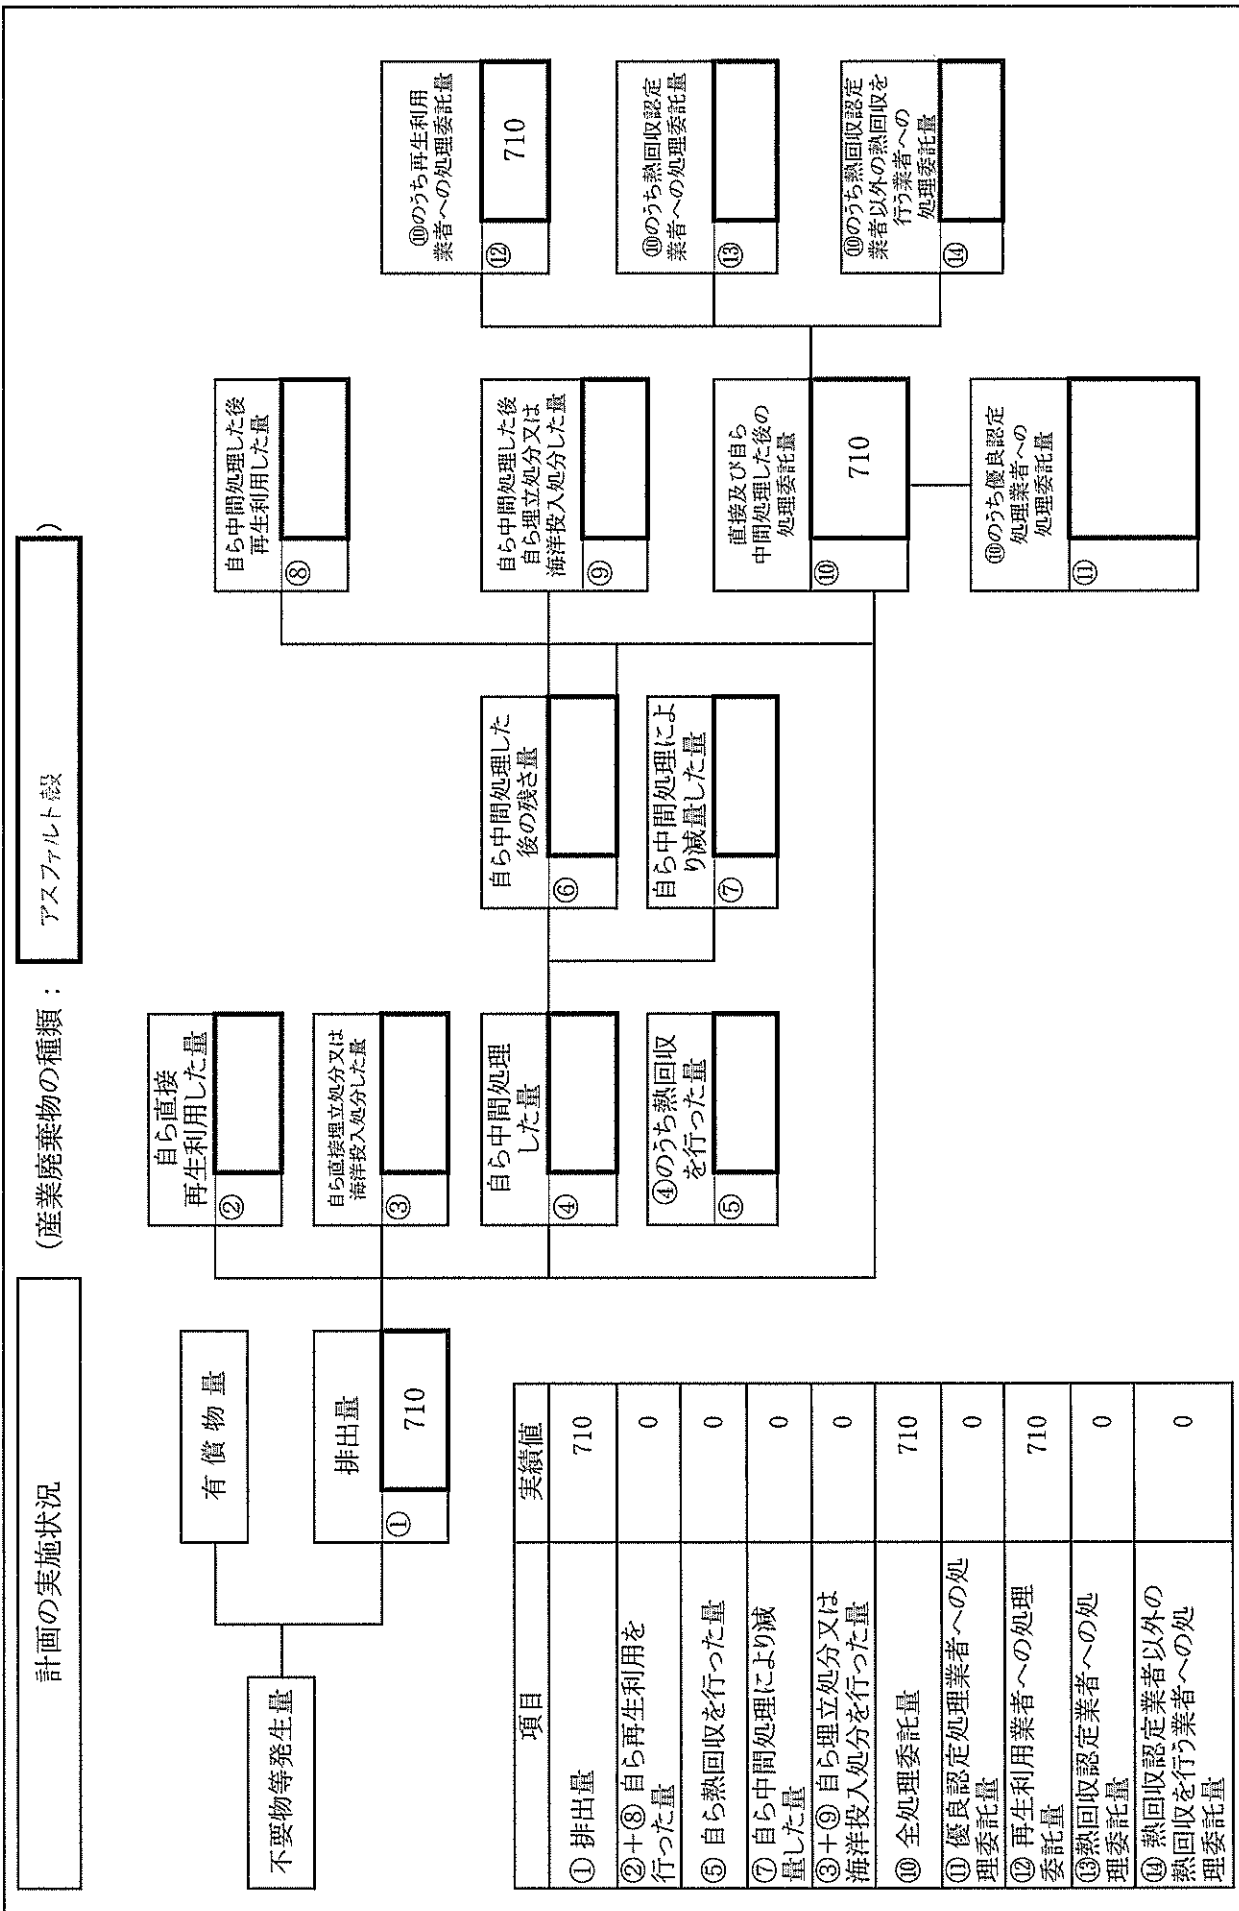 計画の実施状況
(産業廃棄物の種類：
アスファルト殻
)
不要物等発生量
有償物量
排出量
①
710
自ら直接
再生利用した量
②
自ら直接埋立処分又は
海洋投入処分した量
③
自ら中間処理
した量
④
④のうち熱回収
を行った量
⑤
自ら中間処理した
後の残さ量
⑥
自ら中間処理によ
り減量した量
⑦
自ら中間処理した後
再生利用した量
⑧
自ら中間処理した後
自ら埋立処分又は
海洋投入処分した量
⑨
直接及び自ら
中間処理した後の
処理委託量
⑩
710
⑩のうち優良認定
処理業者への
処理委託量
⑪
⑩のうち再生利用
業者への処理委託量
⑫
710
⑩のうち熱回収認定
業者への処理委託量
⑬
⑩のうち熱回収認定
業者以外の熱回収を
行う業者への
処理委託量
⑭
項目 実績値
① 排出量 710
②+⑧ 自ら再生利用を
行った量 0
⑤ 自ら熱回収を行った量 0
⑦ 自ら中間処理により減
量した量 0
③+⑨ 自ら埋立処分又は
海洋投入処分を行った量 0
⑩ 全処理委託量 710
⑪ 優良認定処理業者への処
理委託量 0
⑫ 再生利用業者への処理
委託量 710
⑬熱回収認定業者への処
理委託量 0
⑭ 熱回収認定業者以外の
熱回収を行う業者への処
理委託量 0